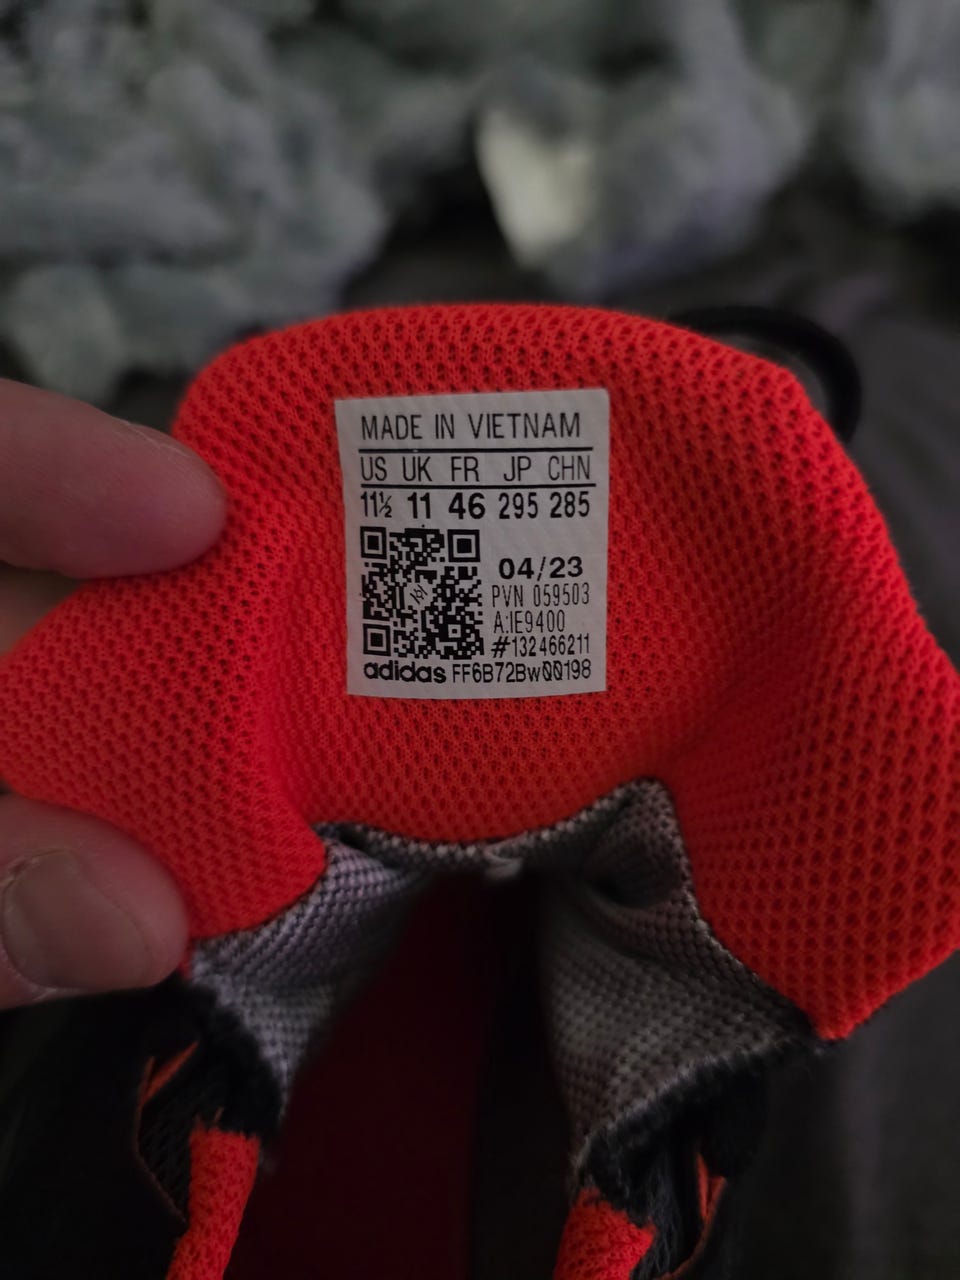 MADE IN VIETNAM
US UK FR JP CHN
11½ 11 46 295 285
04/23
PVN 059503
A:IE9400
#132466211
adidas FF6B72Bw00198